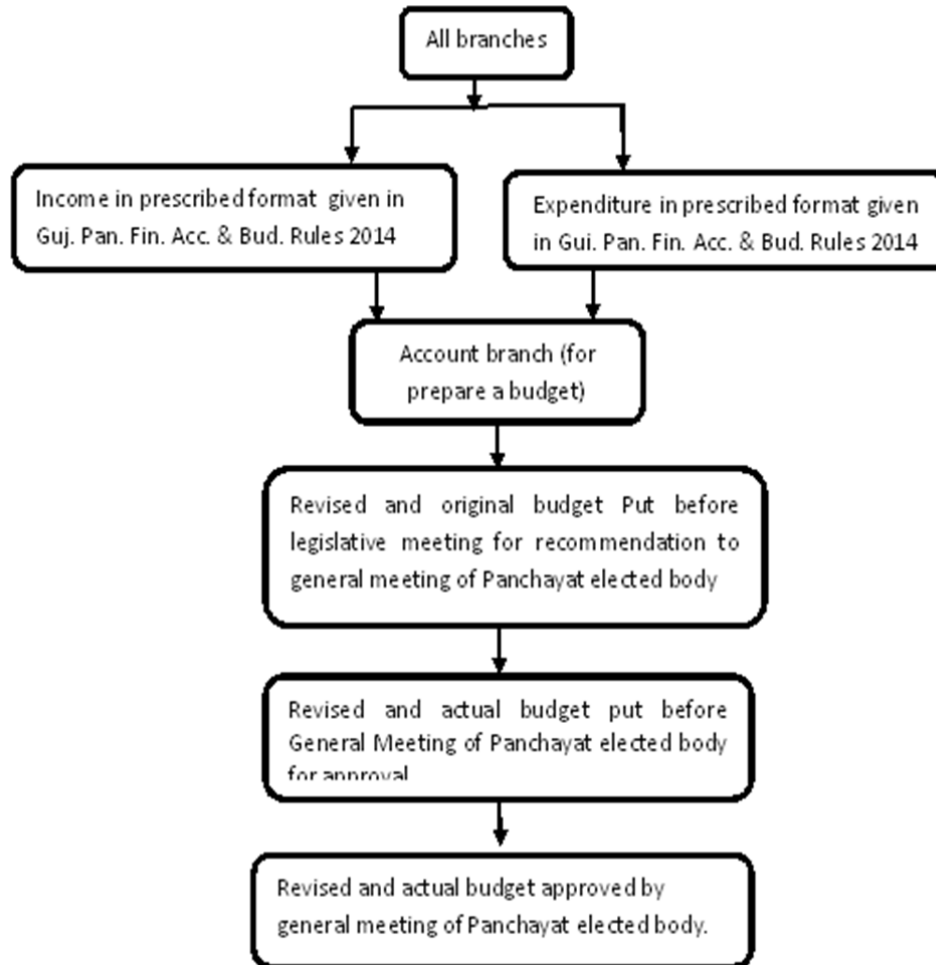 All branches
Income in prescribed format given in
Guj. Pan. Fin. Acc. & Bud. Rules 2014
Expenditure in prescribed format given
in Gui. Pan. Fin. Acc. & Bud. Rules 2014
Account branch (for
prepare a budget)
Revised and original budget Put before
legislative meeting for recommendation to
general meeting of Panchayat elected body
Revised and actual budget put before
General Meeting of Panchayat elected body
for approval
Revised and actual budget approved by
general meeting of Panchayat elected body.